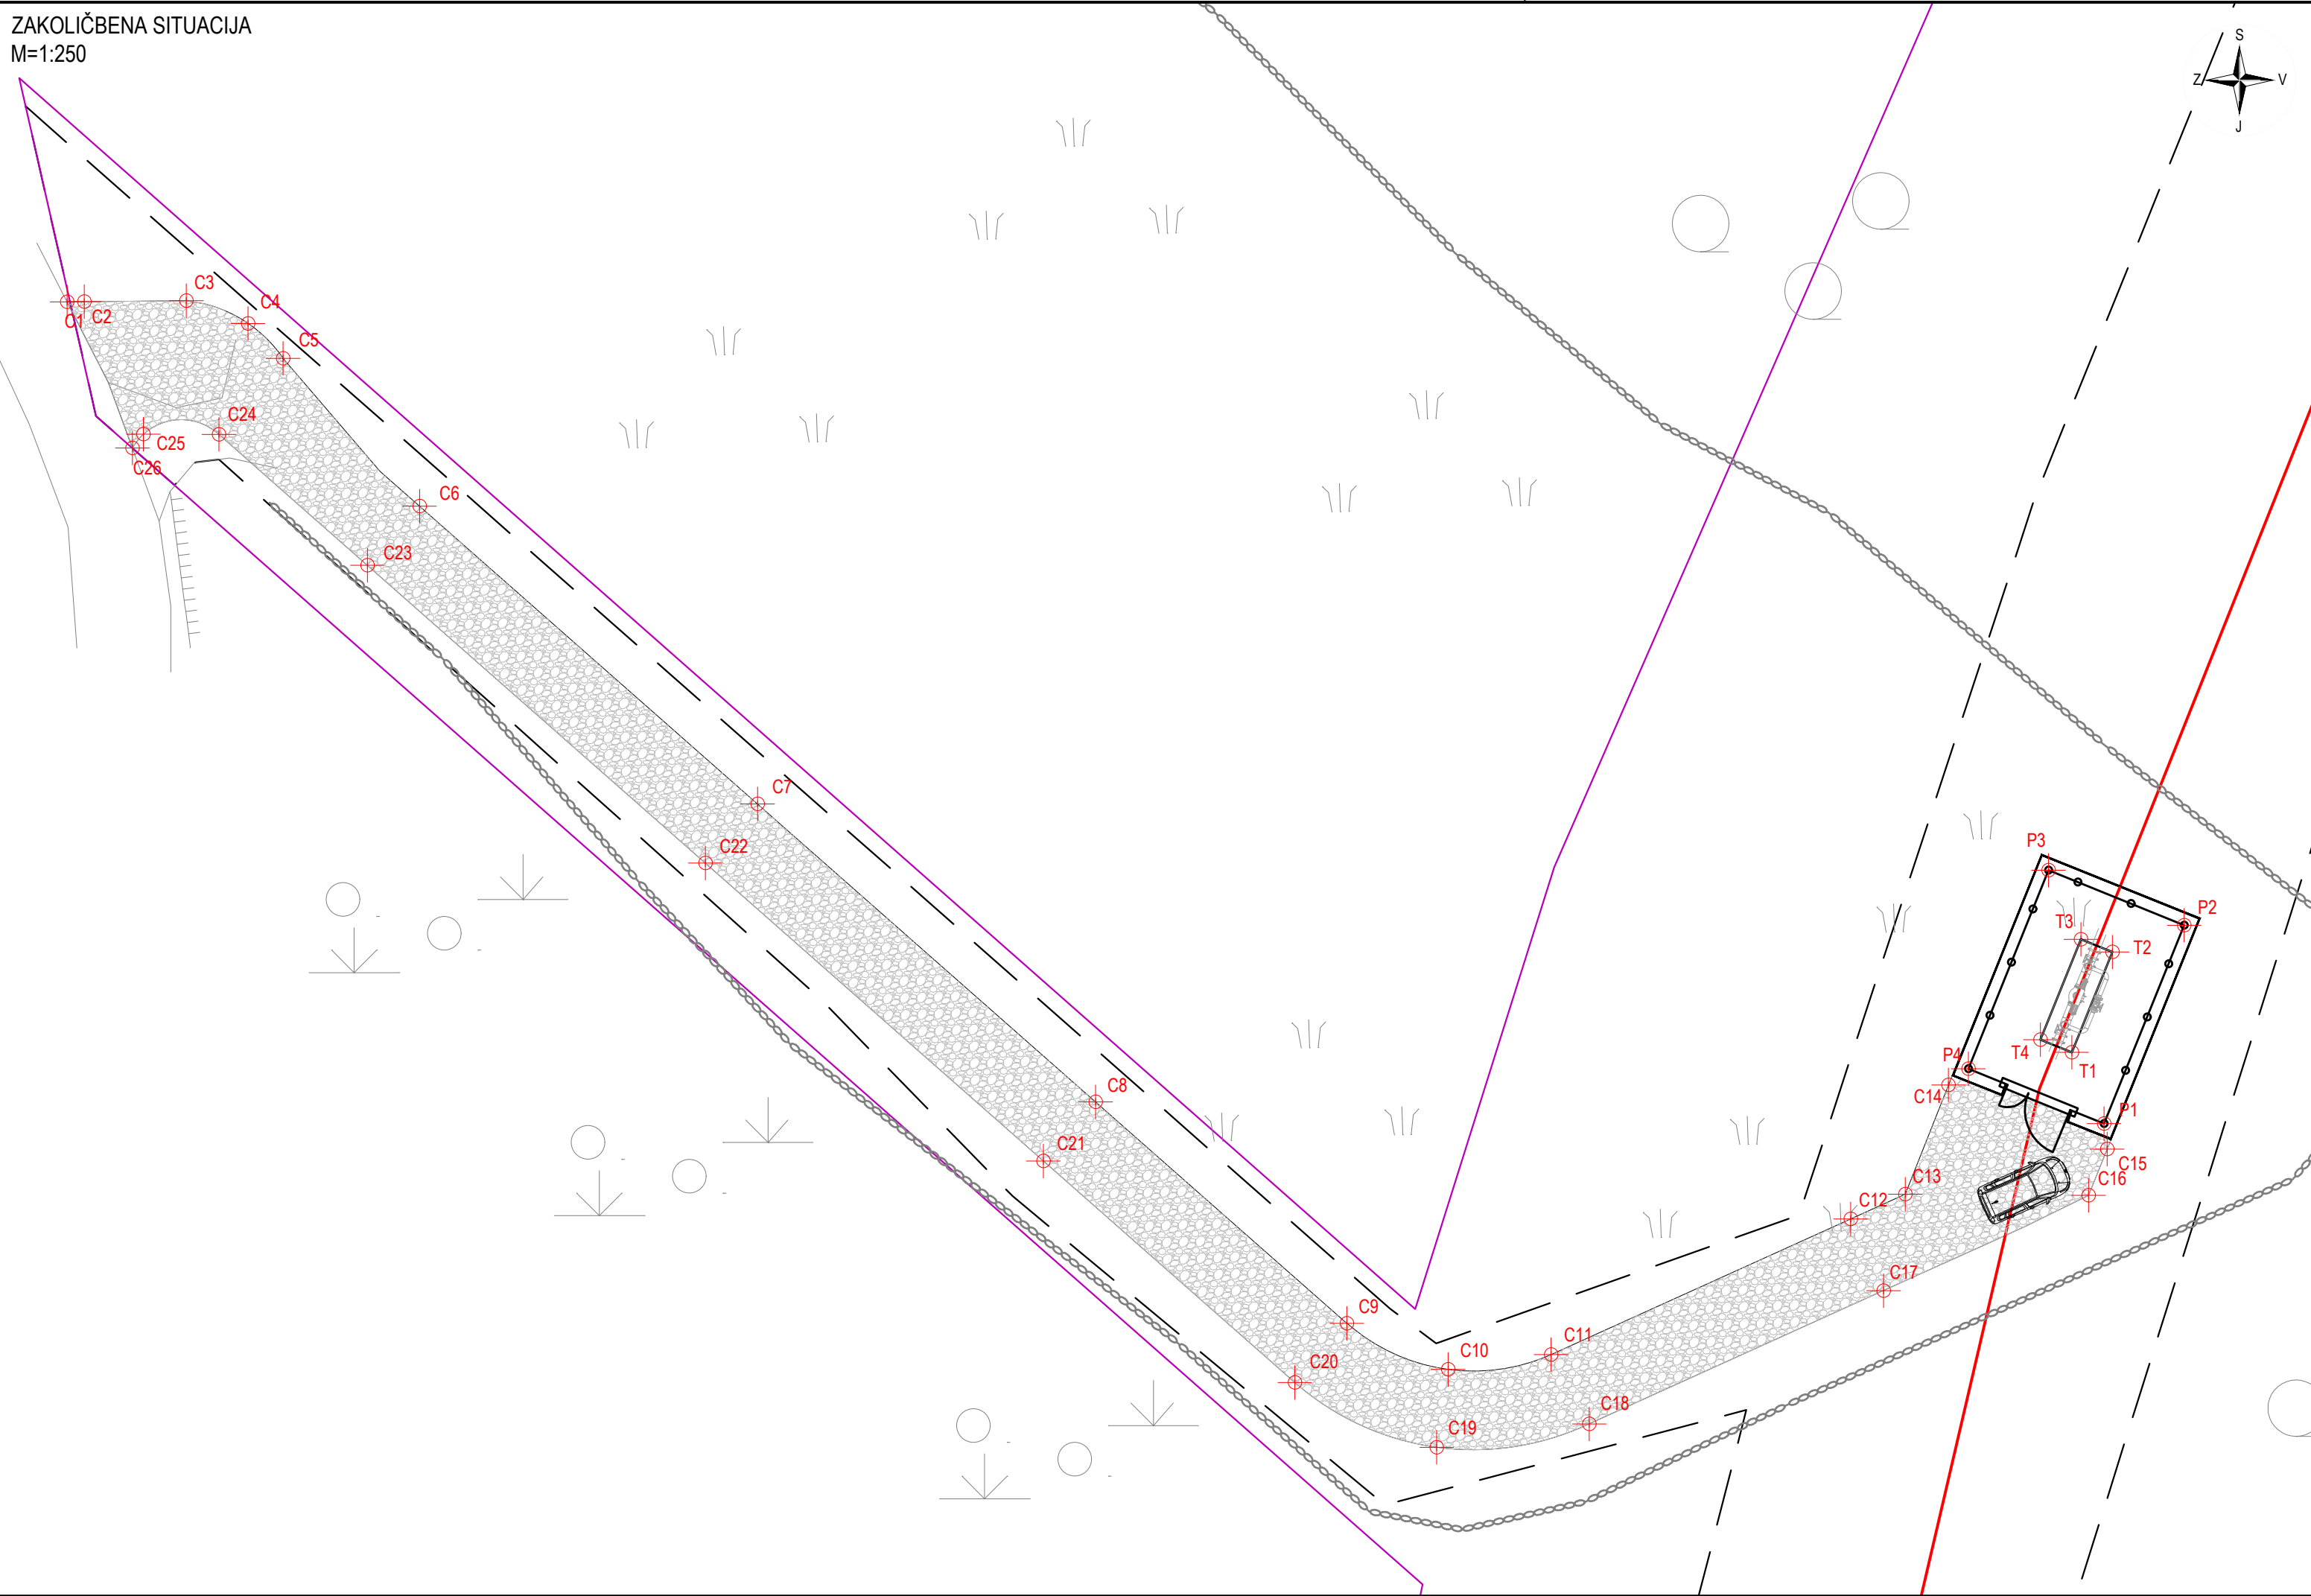 ZAKOLIČBENA SITUACIJA
M=1:250
S
Z
V
J
C3
C4
C1
C2
C5
C24
C25
C26
C6
C23
C7
C22
P3
P2
T3
T2
T4
P4
T1
C14
C8
P1
C21
C15
C16
C13
C12
C17
C9
C11
C10
C20
C18
C19